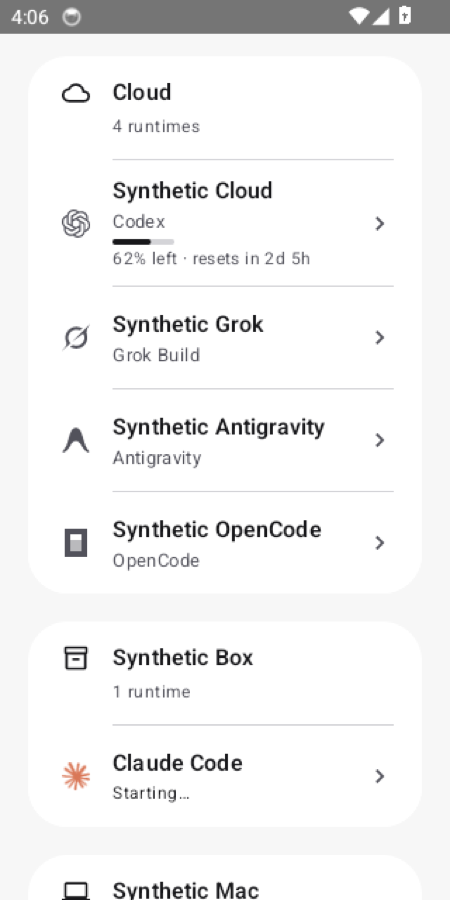 4:06
Cloud
4 runtimes
Synthetic Cloud
Codex
62% left · resets in 2d 5h
Synthetic Grok
Grok Build
Synthetic Antigravity
Antigravity
Synthetic OpenCode
OpenCode
Synthetic Box
1 runtime
Claude Code
Starting…
Synthetic Mac